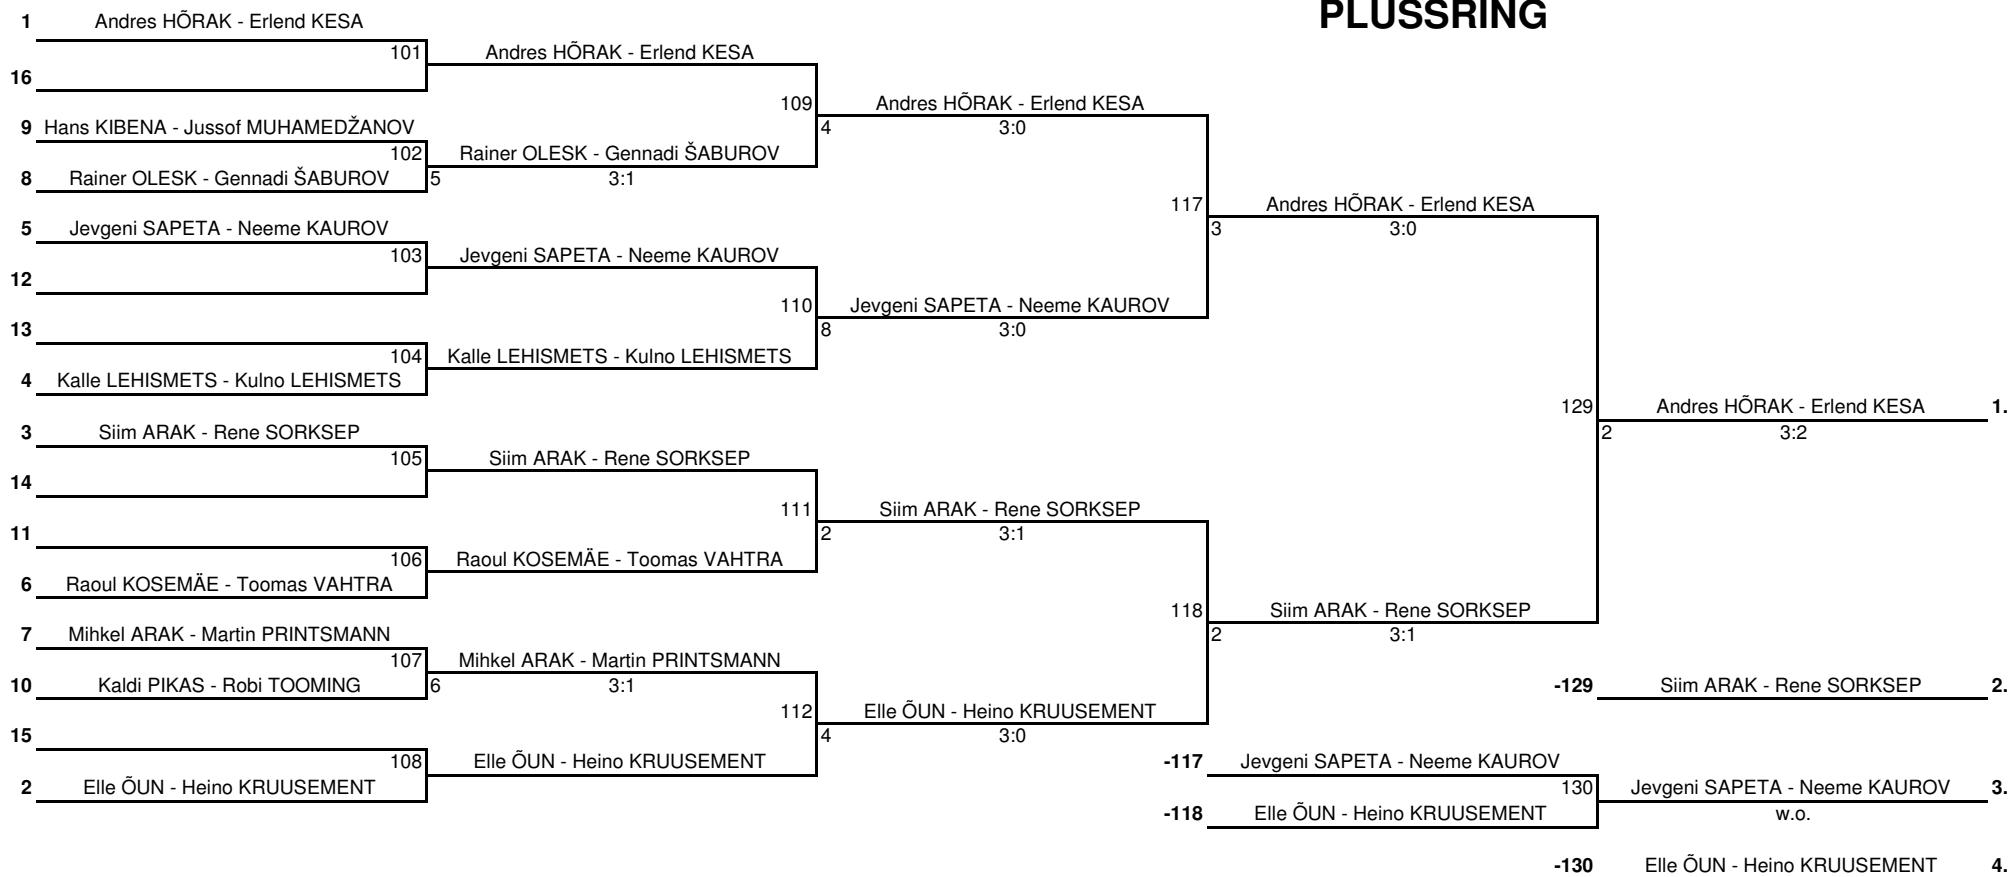 PLUSSRING
1 Andres HÕRAK - Erlend KESA
101 Andres HÕRAK - Erlend KESA
16
109 Andres HÕRAK - Erlend KESA
9 Hans KIBENA - Jussof MUHAMEDŽANOV
4 3:0
102 Rainer OLESK - Gennadi ŠABUROV
8 Rainer OLESK - Gennadi ŠABUROV 5 3:1
117 Andres HÕRAK - Erlend KESA
5 Jevgeni SAPETA - Neeme KAUROV
3 3:0
103 Jevgeni SAPETA - Neeme KAUROV
12
110 Jevgeni SAPETA - Neeme KAUROV
13
8 3:0
104 Kalle LEHISMETS - Kulno LEHISMETS
4 Kalle LEHISMETS - Kulno LEHISMETS
129 Andres HÕRAK - Erlend KESA 1.
3 Siim ARAK - Rene SORKSEP
2 3:2
105 Siim ARAK - Rene SORKSEP
14
111 Siim ARAK - Rene SORKSEP
11
2 3:1
106 Raoul KOSEMÄE - Toomas VAHTRA
6 Raoul KOSEMÄE - Toomas VAHTRA
118 Siim ARAK - Rene SORKSEP
7 Mihkel ARAK - Martin PRINTSMANN
2 3:1
107 Mihkel ARAK - Martin PRINTSMANN
10 Kaldi PIKAS - Robi TOOMING 6 3:1
-129 Siim ARAK - Rene SORKSEP 2.
112 Elle ÕUN - Heino KRUUSEMENT
15
4 3:0
108 Elle ÕUN - Heino KRUUSEMENT
-117 Jevgeni SAPETA - Neeme KAUROV
2 Elle ÕUN - Heino KRUUSEMENT
130 Jevgeni SAPETA - Neeme KAUROV 3.
-118 Elle ÕUN - Heino KRUUSEMENT w.o.
-130 Elle ÕUN - Heino KRUUSEMENT 4.